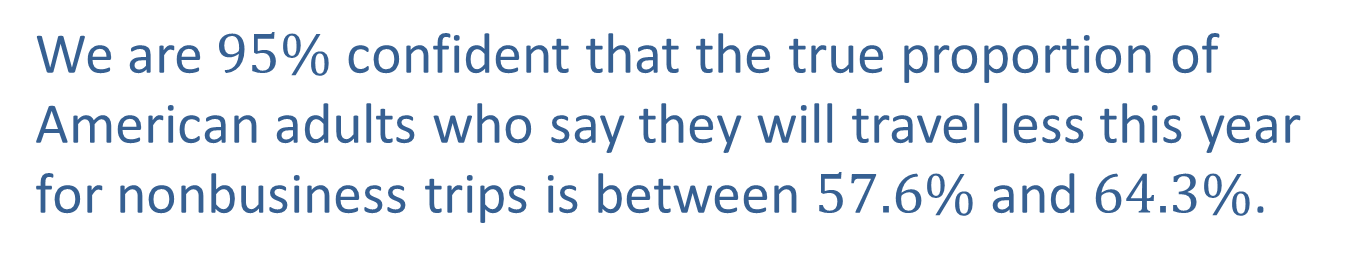 We are 95% confident that the true proportion of
American adults who say they will travel less this year
for nonbusiness trips is between 57.6% and 64.3%.